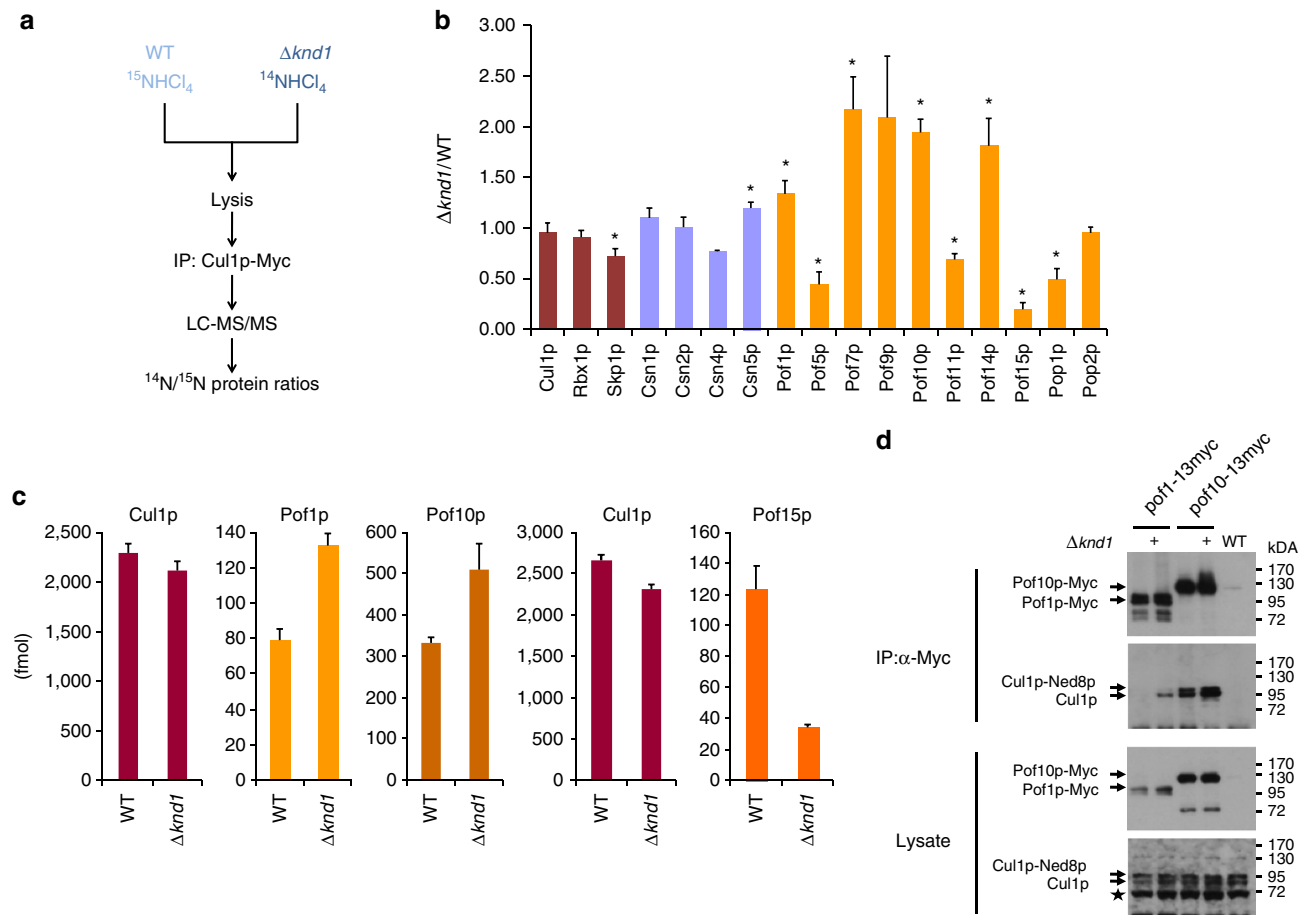 a
WT
Δknd1
¹⁵NHCl₄
¹⁴NHCl₄
Lysis
IP: Cul1p-Myc
LC-MS/MS
¹⁴N/¹⁵N protein ratios
b
Δknd1/WT
3.00
2.50
2.00
1.50
1.00
0.50
0.00
* * * * * * * * * *
Cul1p
Rbx1p
Skp1p
Csn1p
Csn2p
Csn4p
Csn5p
Pof1p
Pof5p
Pof7p
Pof9p
Pof10p
Pof11p
Pof14p
Pof15p
Pop1p
Pop2p
c
(fmol)
Cul1p
2,500
2,000
1,500
1,000
500
0
WT
Δknd1
Pof1p
140
120
100
80
60
40
20
0
WT
Δknd1
Pof10p
600
500
400
300
200
100
0
WT
Δknd1
Cul1p
3,000
2,500
2,000
1,500
1,000
500
0
WT
Δknd1
Pof15p
160
140
120
100
80
60
40
20
0
WT
Δknd1
d
pof1-13myc
pof10-13myc
Δknd1 + + WT kDA
IP:α-Myc
Pof10p-Myc
Pof1p-Myc
170
130
95
72
Cul1p-Ned8p
Cul1p
170
130
95
72
Lysate
Pof10p-Myc
Pof1p-Myc
170
130
95
72
Cul1p-Ned8p
Cul1p
170
130
95
72